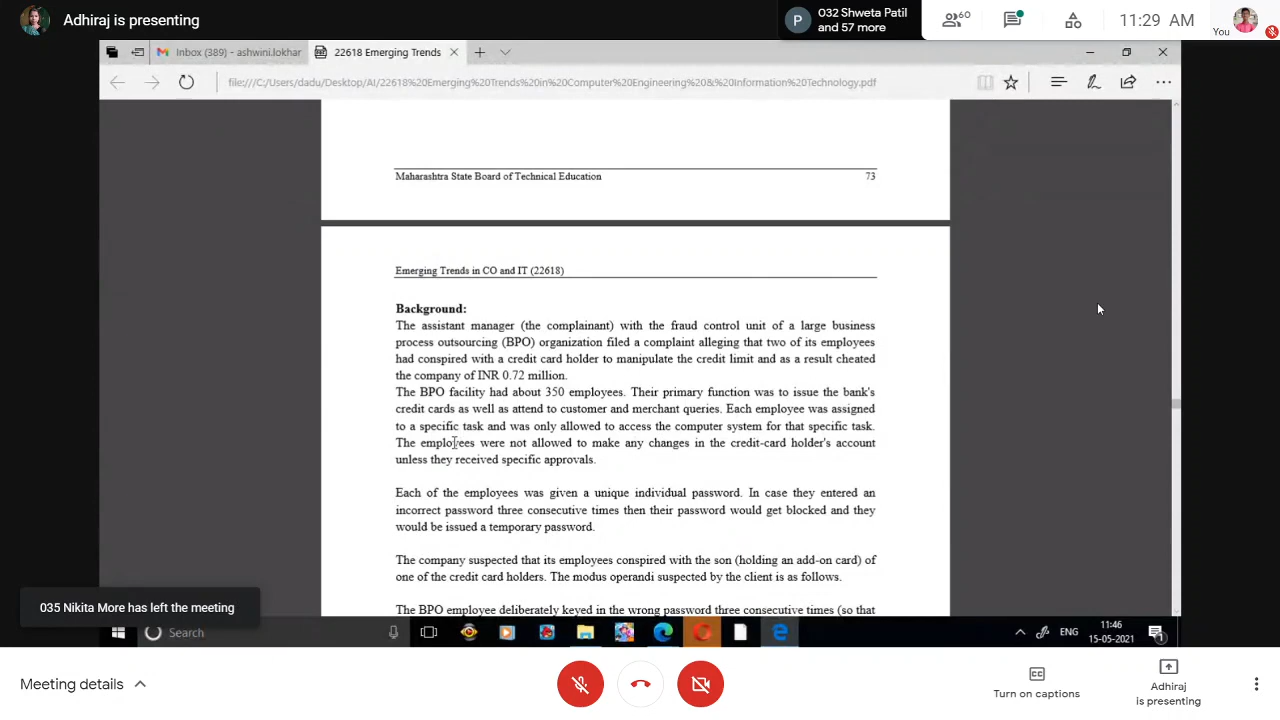 Adhiraj is presenting
P
032 Shweta Patil
and 57 more
60
11:29 AM
You
Inbox (389) - ashwini.lokhar
22618 Emerging Trends
file:///C:/Users/dadu/Desktop/AI/22618%20Emerging%20Trends%20in%20Computer%20Engineering%20&%20Information%20Technology.pdf
Maharashtra State Board of Technical Education 73
Emerging Trends in CO and IT (22618)
Background:
The assistant manager (the complainant) with the fraud control unit of a large business
process outsourcing (BPO) organization filed a complaint alleging that two of its employees
had conspired with a credit card holder to manipulate the credit limit and as a result cheated
the company of INR 0.72 million.
The BPO facility had about 350 employees. Their primary function was to issue the bank's
credit cards as well as attend to customer and merchant queries. Each employee was assigned
to a specific task and was only allowed to access the computer system for that specific task.
The employees were not allowed to make any changes in the credit-card holder's account
unless they received specific approvals.
Each of the employees was given a unique individual password. In case they entered an
incorrect password three consecutive times then their password would get blocked and they
would be issued a temporary password.
The company suspected that its employees conspired with the son (holding an add-on card) of
one of the credit card holders. The modus operandi suspected by the client is as follows.
The BPO employee deliberately keyed in the wrong password three consecutive times (so that
035 Nikita More has left the meeting
Search
ENG
11:46
15-05-2021
1
Meeting details
CC
Turn on captions
Adhiraj
is presenting